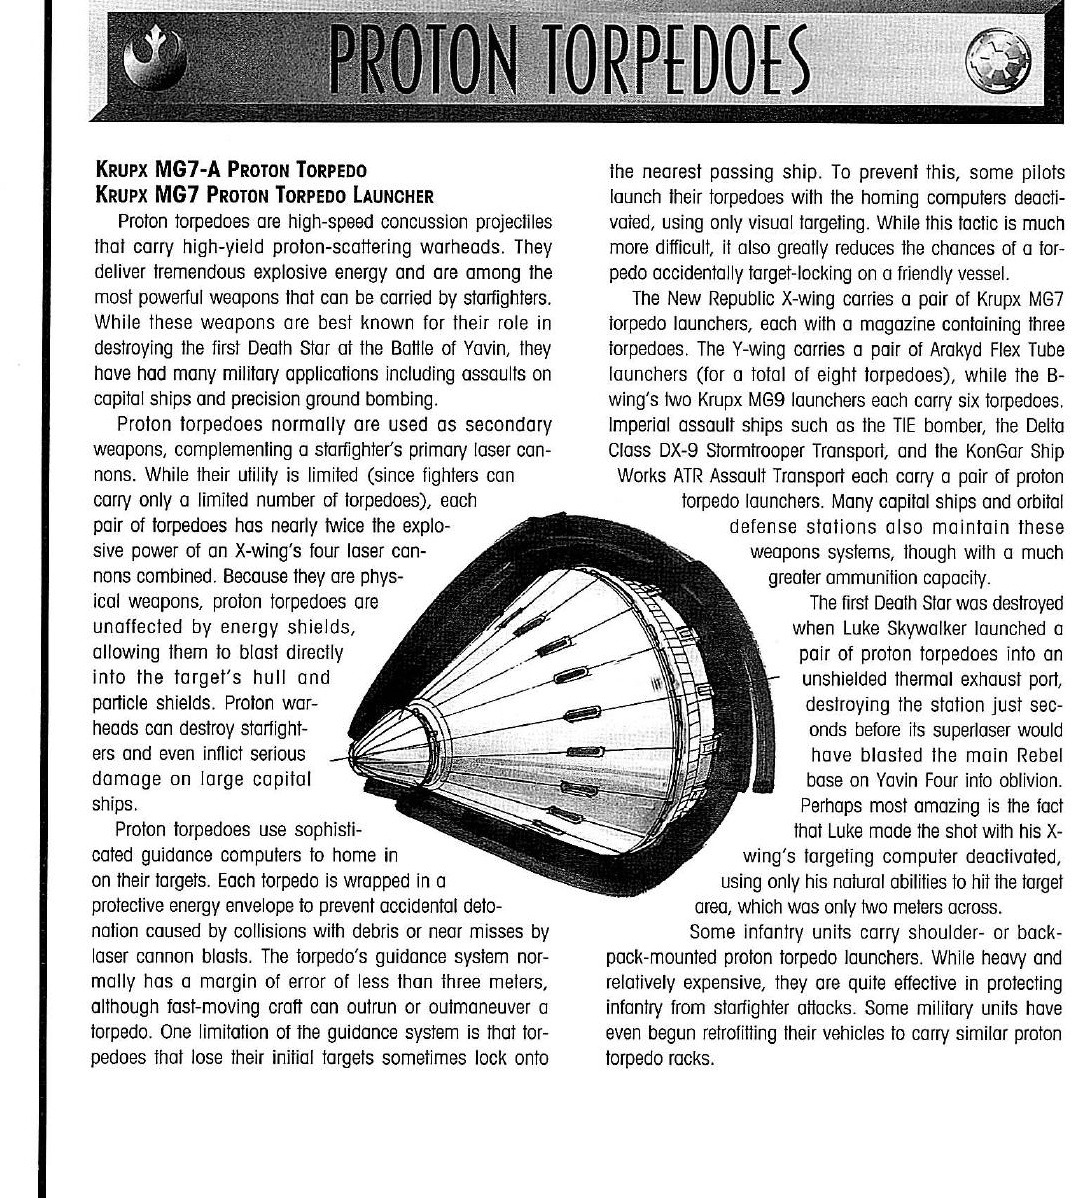 PROTON TORPEDOES
KRUPX MG7-A PROTON TORPEDO
KRUPX MG7 PROTON TORPEDO LAUNCHER
Proton torpedoes are high-speed concussion projectiles
that carry high-yield proton-scattering warheads. They
deliver tremendous explosive energy and are among the
most powerful weapons that can be carried by starfighters.
While these weapons are best known for their role in
destroying the first Death Star at the Battle of Yavin, they
have had many military applications including assaults on
capital ships and precision ground bombing.
Proton torpedoes normally are used as secondary
weapons, complementing a starfighter's primary laser can-
nons. While their utility is limited (since fighters can
carry only a limited number of torpedoes), each
pair of torpedoes has nearly twice the explo-
sive power of an X-wing's four laser can-
nons combined. Because they are phys-
ical weapons, proton torpedoes are
unaffected by energy shields,
allowing them to blast directly
into the target's hull and
particle shields. Proton war-
heads can destroy starfight-
ers and even inflict serious
damage on large capital
ships.
Proton torpedoes use sophisti-
cated guidance computers to home in
on their targets. Each torpedo is wrapped in a
protective energy envelope to prevent accidental deto-
nation caused by collisions with debris or near misses by
laser cannon blasts. The torpedo's guidance system nor-
mally has a margin of error of less than three meters,
although fast-moving craft can outrun or outmaneuver a
torpedo. One limitation of the guidance system is that tor-
pedoes that lose their initial targets sometimes lock onto
the nearest passing ship. To prevent this, some pilots
launch their torpedoes with the homing computers deacti-
vated, using only visual targeting. While this tactic is much
more difficult, it also greatly reduces the chances of a tor-
pedo accidentally target-locking on a friendly vessel.
The New Republic X-wing carries a pair of Krupx MG7
torpedo launchers, each with a magazine containing three
torpedoes. The Y-wing carries a pair of Arakyd Flex Tube
launchers (for a total of eight torpedoes), while the B-
wing's two Krupx MG9 launchers each carry six torpedoes.
Imperial assault ships such as the TIE bomber, the Delta
Class DX-9 Stormtrooper Transport, and the KonGar Ship
Works ATR Assault Transport each carry a pair of proton
torpedo launchers. Many capital ships and orbital
defense stations also maintain these
weapons systems, though with a much
greater ammunition capacity.
The first Death Star was destroyed
when Luke Skywalker launched a
pair of proton torpedoes into an
unshielded thermal exhaust port,
destroying the station just sec-
onds before its superlaser would
have blasted the main Rebel
base on Yavin Four into oblivion.
Perhaps most amazing is the fact
that Luke made the shot with his X-
wing's targeting computer deactivated,
using only his natural abilities to hit the target
area, which was only two meters across.
Some infantry units carry shoulder- or back-
pack-mounted proton torpedo launchers. While heavy and
relatively expensive, they are quite effective in protecting
infantry from starfighter attacks. Some military units have
even begun retrofitting their vehicles to carry similar proton
torpedo racks.